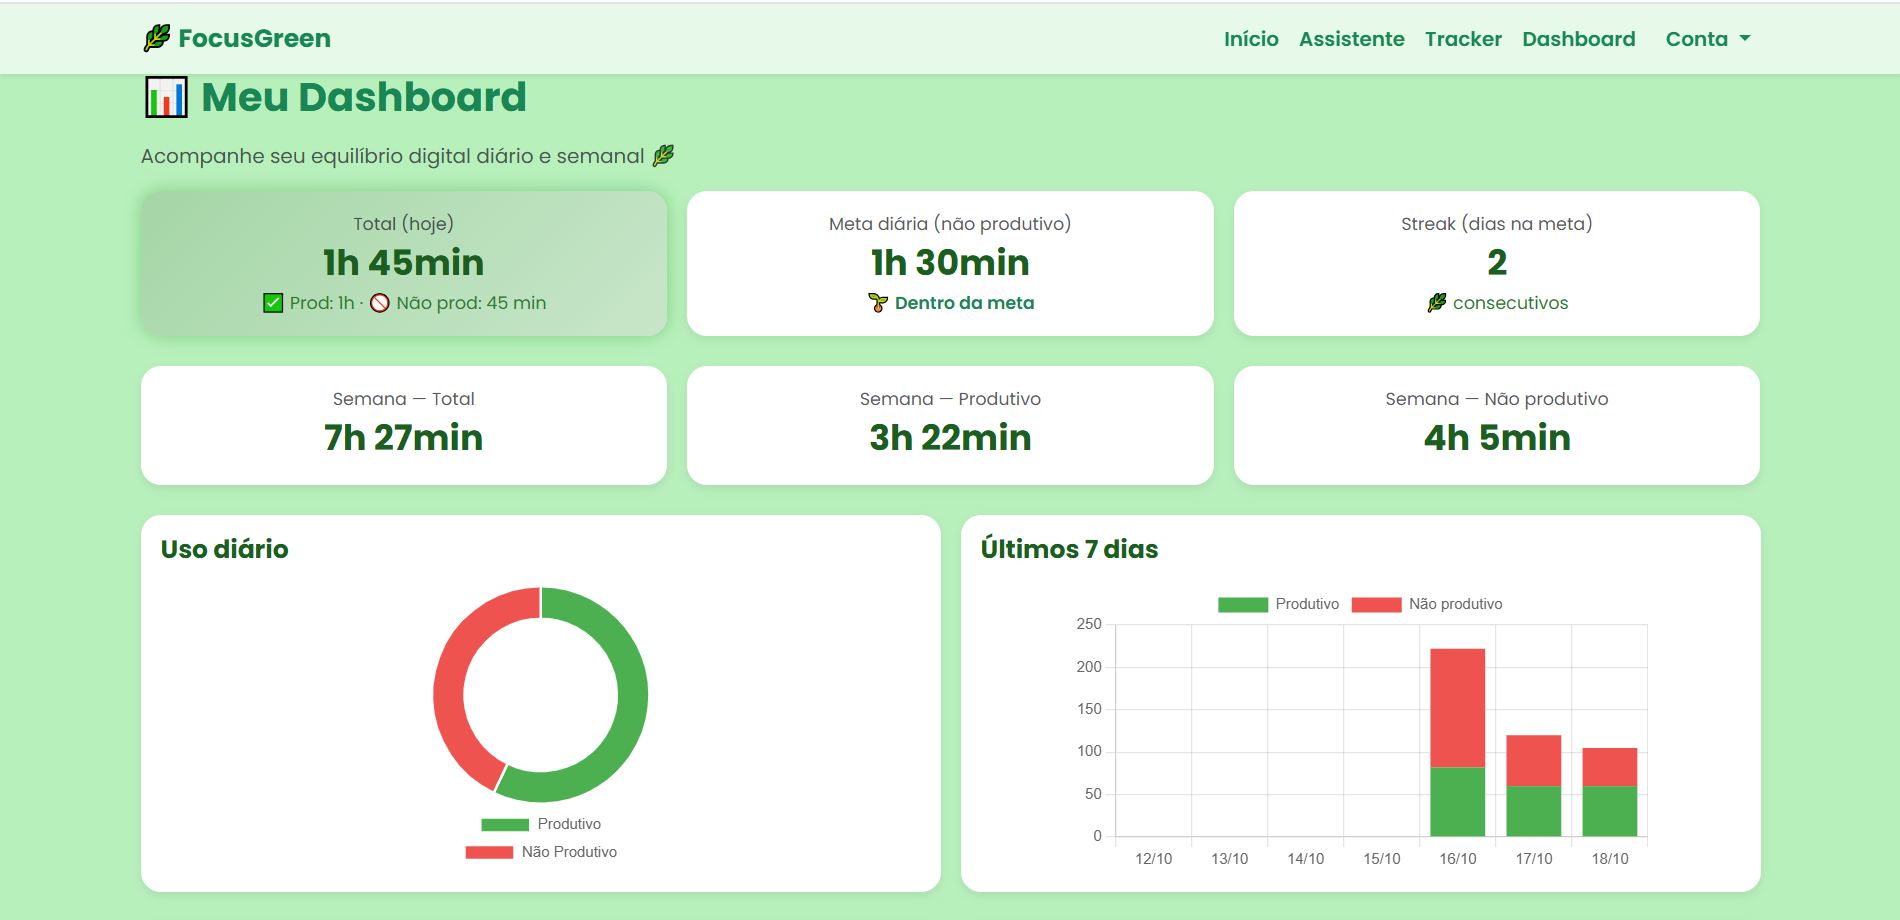 FocusGreen
Início Assistente Tracker Dashboard Conta
Meu Dashboard
Acompanhe seu equilíbrio digital diário e semanal
Total (hoje)
1h 45min
Prod: 1h · Não prod: 45 min
Meta diária (não produtivo)
1h 30min
Dentro da meta
Streak (dias na meta)
2
consecutivos
Semana — Total
7h 27min
Semana — Produtivo
3h 22min
Semana — Não produtivo
4h 5min
Uso diário
Produtivo
Não Produtivo
Últimos 7 dias
Produtivo Não produtivo
250
200
150
100
50
0
12/10 13/10 14/10 15/10 16/10 17/10 18/10